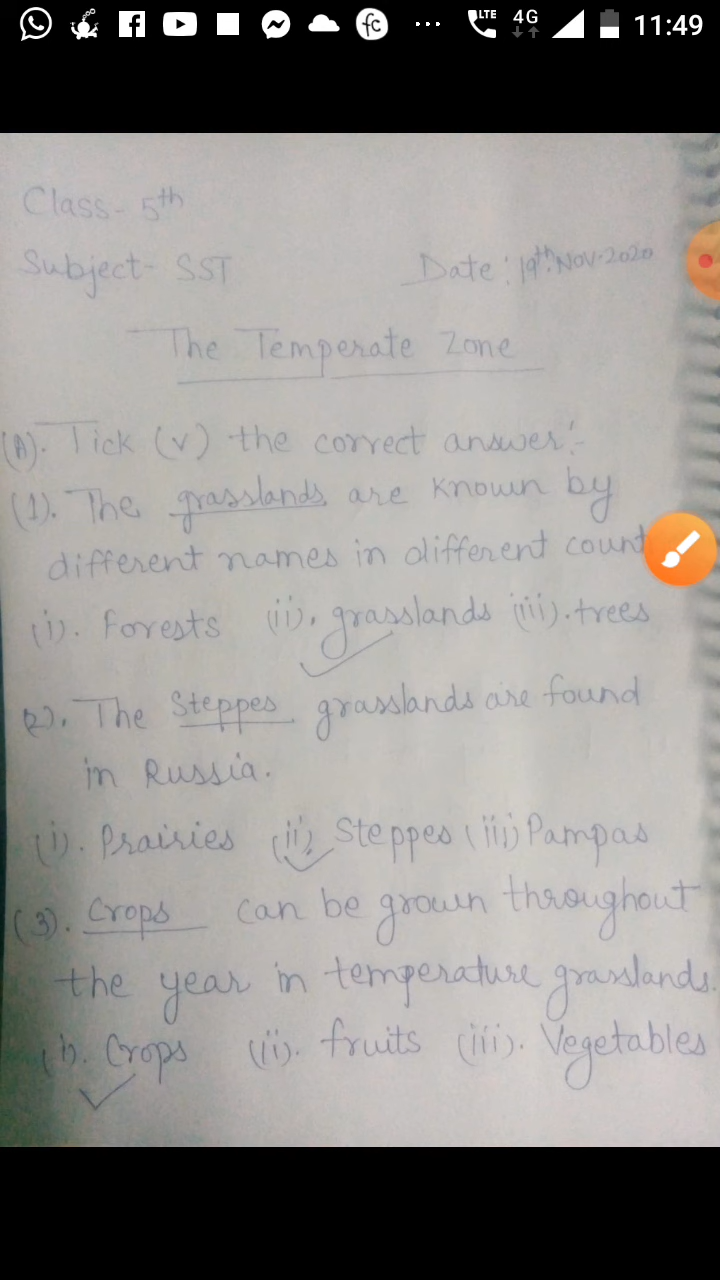 LTE 4G 11:49
Class- 5th
Subject- SST Date: 19th Nov-2020
The Temperate Zone
(A). Tick (v) the correct answer:-
(1). The grasslands are known by
different names in different count
(i). Forests (ii). grasslands (iii). trees
(2). The Steppes grasslands are found
in Russia.
(i). Prairies (ii). Steppes (iii) Pampas
(3). Crops can be grown throughout
the year in temperature grasslands.
(i). Crops (ii). fruits (iii). Vegetables